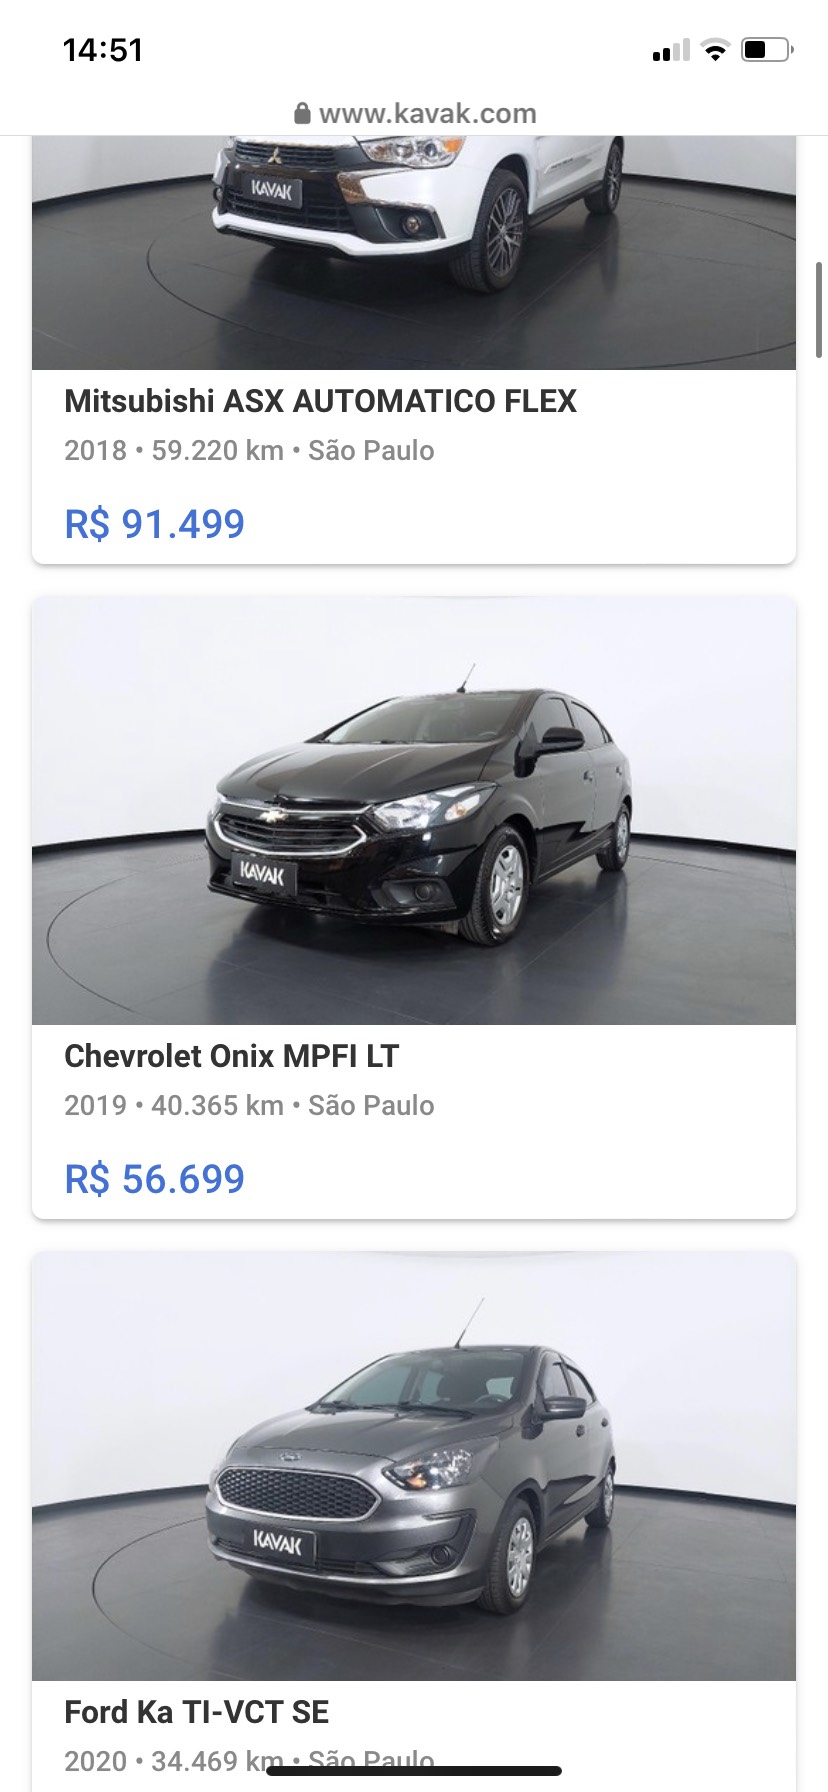 14:51
www.kavak.com
KAVAK
Mitsubishi ASX AUTOMATICO FLEX
2018 • 59.220 km • São Paulo
R$ 91.499
KAVAK
Chevrolet Onix MPFI LT
2019 • 40.365 km • São Paulo
R$ 56.699
KAVAK
Ford Ka TI-VCT SE
2020 • 34.469 km • São Paulo